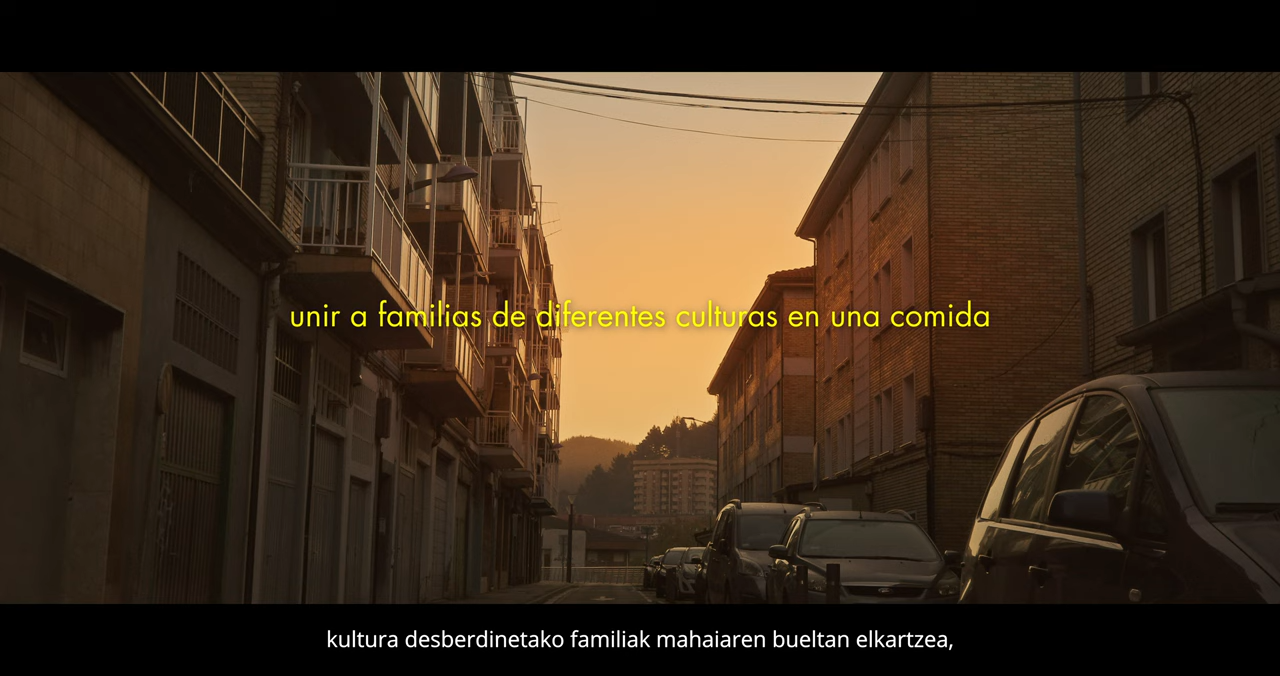 unir a familias de diferentes culturas en una comida
kultura desberdinetako familiak mahaiaren bueltan elkartzea,